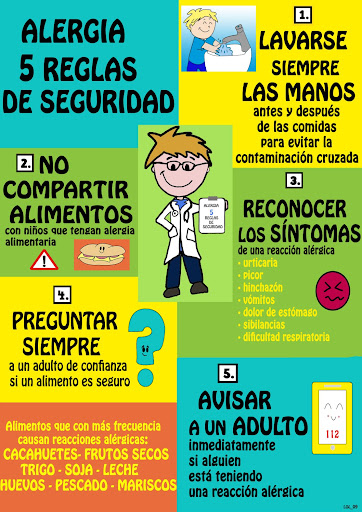 ALERGIA
5 REGLAS
DE SEGURIDAD
1.
LAVARSE
SIEMPRE
LAS MANOS
antes y después
de las comidas
para evitar la
contaminación cruzada
2.
NO
COMPARTIR
ALIMENTOS
con niños que tengan alergia
alimentaria
ALERGIA
5
REGLAS
DE
SEGURIDAD
3.
RECONOCER
LOS SÍNTOMAS
de una reacción alérgica
· urticaria
· picor
· hinchazón
· vómitos
· dolor de estómago
· sibilancias
· dificultad respiratoria
4.
PREGUNTAR
SIEMPRE
a un adulto de confianza
si un alimento es seguro
5.
AVISAR
A UN ADULTO
inmediatamente
si alguien
está teniendo
una reacción alérgica
112
Alimentos que con más frecuencia
causan reacciones alérgicas:
CACAHUETES- FRUTOS SECOS
TRIGO - SOJA - LECHE
HUEVOS - PESCADO - MARISCOS